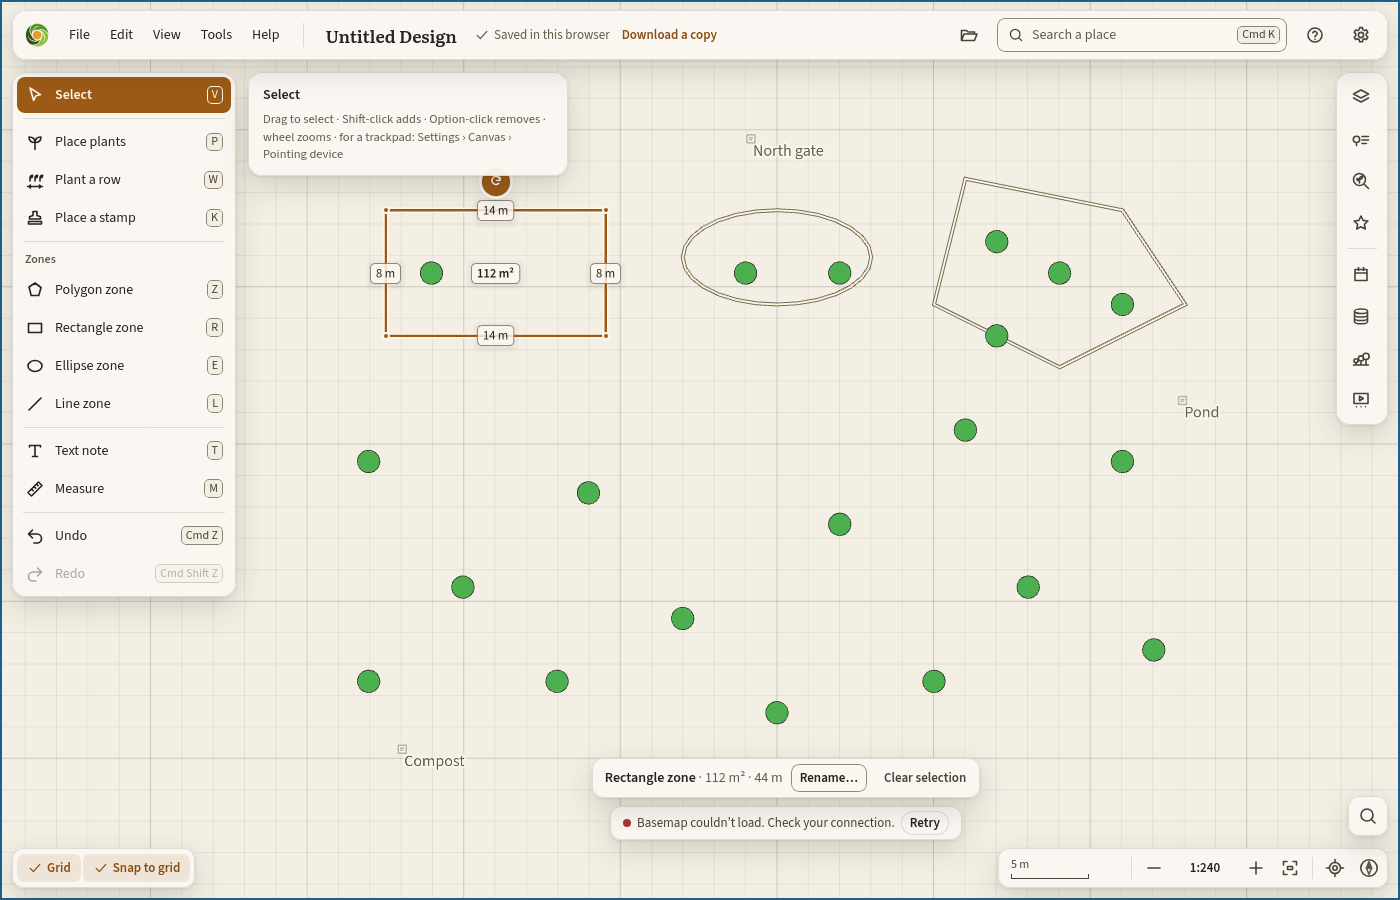 File Edit View Tools Help
Untitled Design
Saved in this browser Download a copy
Search a place Cmd K
Select V
Place plants P
Plant a row W
Place a stamp K
Zones
Polygon zone Z
Rectangle zone R
Ellipse zone E
Line zone L
Text note T
Measure M
Undo Cmd Z
Redo Cmd Shift Z
Select
Drag to select · Shift-click adds · Option-click removes ·
wheel zooms · for a trackpad: Settings › Canvas ›
Pointing device
North gate
14 m
8 m 112 m² 8 m
14 m
Pond
Compost
Rectangle zone · 112 m² · 44 m Rename… Clear selection
Basemap couldn't load. Check your connection. Retry
Grid Snap to grid
5 m 1:240